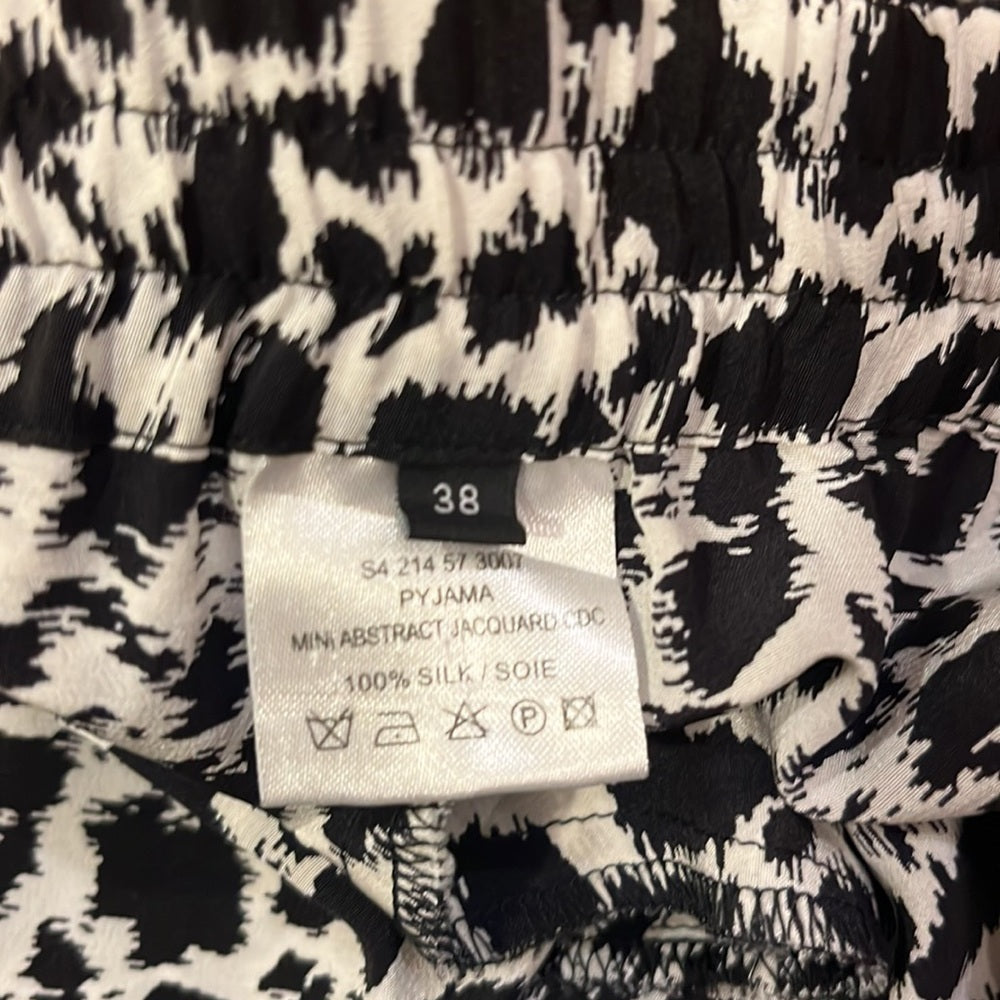 38
S4 214 57 3007
PYJAMA
MINI ABSTRACT JACQUARD CDC
100% SILK / SOIE
P